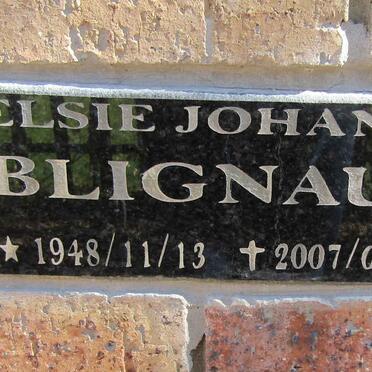 ELSIE JOHAN
BLIGNAU
★ 1948/11/13 ✝ 2007/0